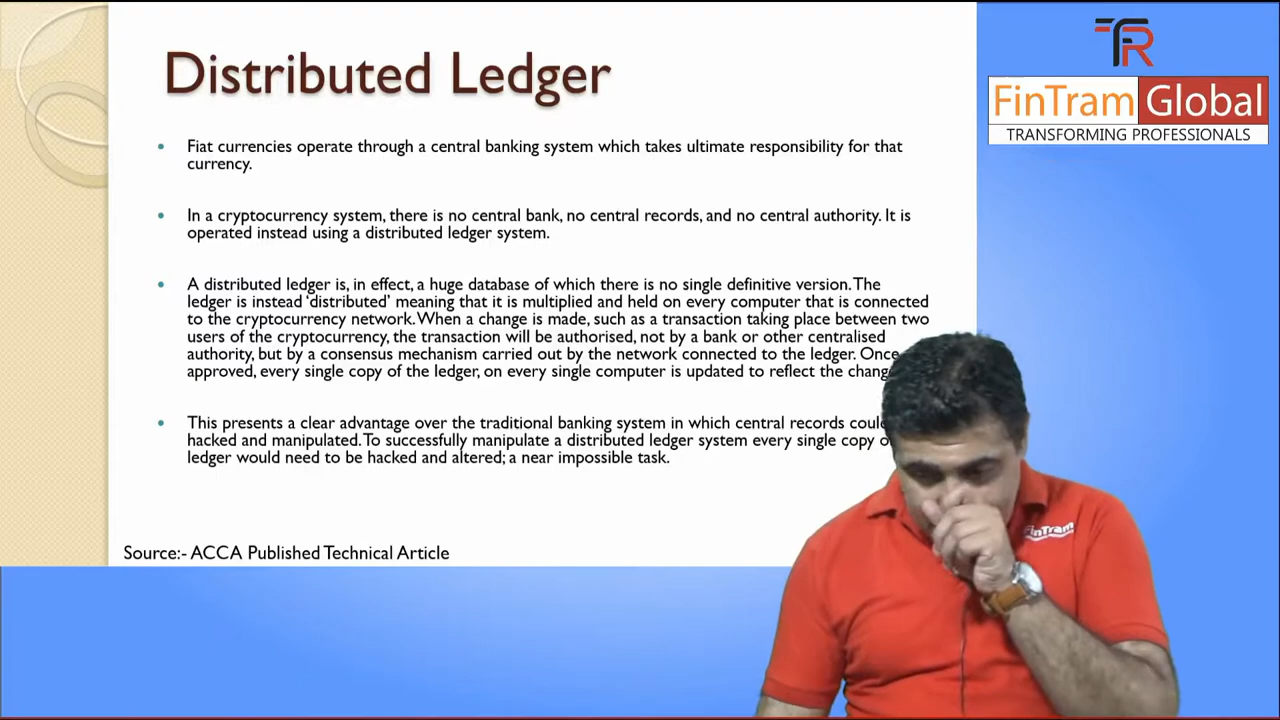 Distributed Ledger
FinTram Global
TRANSFORMING PROFESSIONALS
Fiat currencies operate through a central banking system which takes ultimate responsibility for that
currency.
In a cryptocurrency system, there is no central bank, no central records, and no central authority. It is
operated instead using a distributed ledger system.
A distributed ledger is, in effect, a huge database of which there is no single definitive version. The
ledger is instead 'distributed' meaning that it is multiplied and held on every computer that is connected
to the cryptocurrency network. When a change is made, such as a transaction taking place between two
users of the cryptocurrency, the transaction will be authorised, not by a bank or other centralised
authority, but by a consensus mechanism carried out by the network connected to the ledger. Once
approved, every single copy of the ledger, on every single computer is updated to reflect the
This presents a clear advantage over the traditional banking system in which central records
hacked and manipulated. To successfully manipulate a distributed ledger system every single copy
ledger would need to be hacked and altered; a near impossible task.
FinTram
Source:- ACCA Published Technical Article